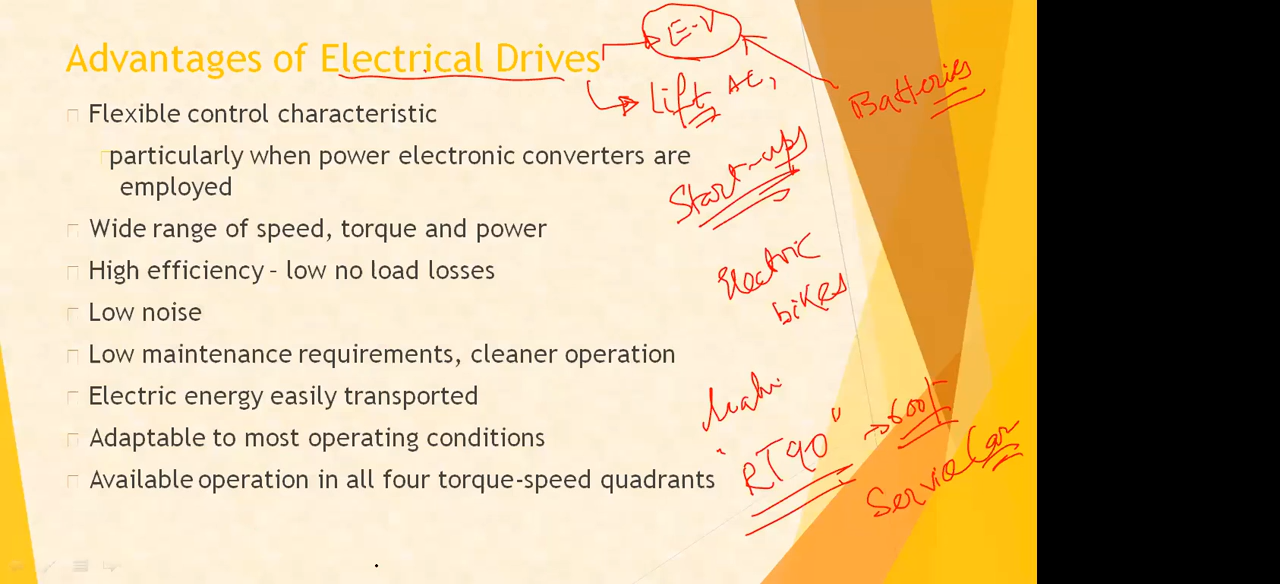 Advantages of Electrical Drives
E-V
Lift, AC,
Batteries
Flexible control characteristic
particularly when power electronic converters are
employed
Start-ups
Wide range of speed, torque and power
High efficiency – low no load losses
Electric
bikes
Low noise
Low maintenance requirements, cleaner operation
Electric energy easily transported
Adaptable to most operating conditions
"RT90"
Available operation in all four torque-speed quadrants
Car